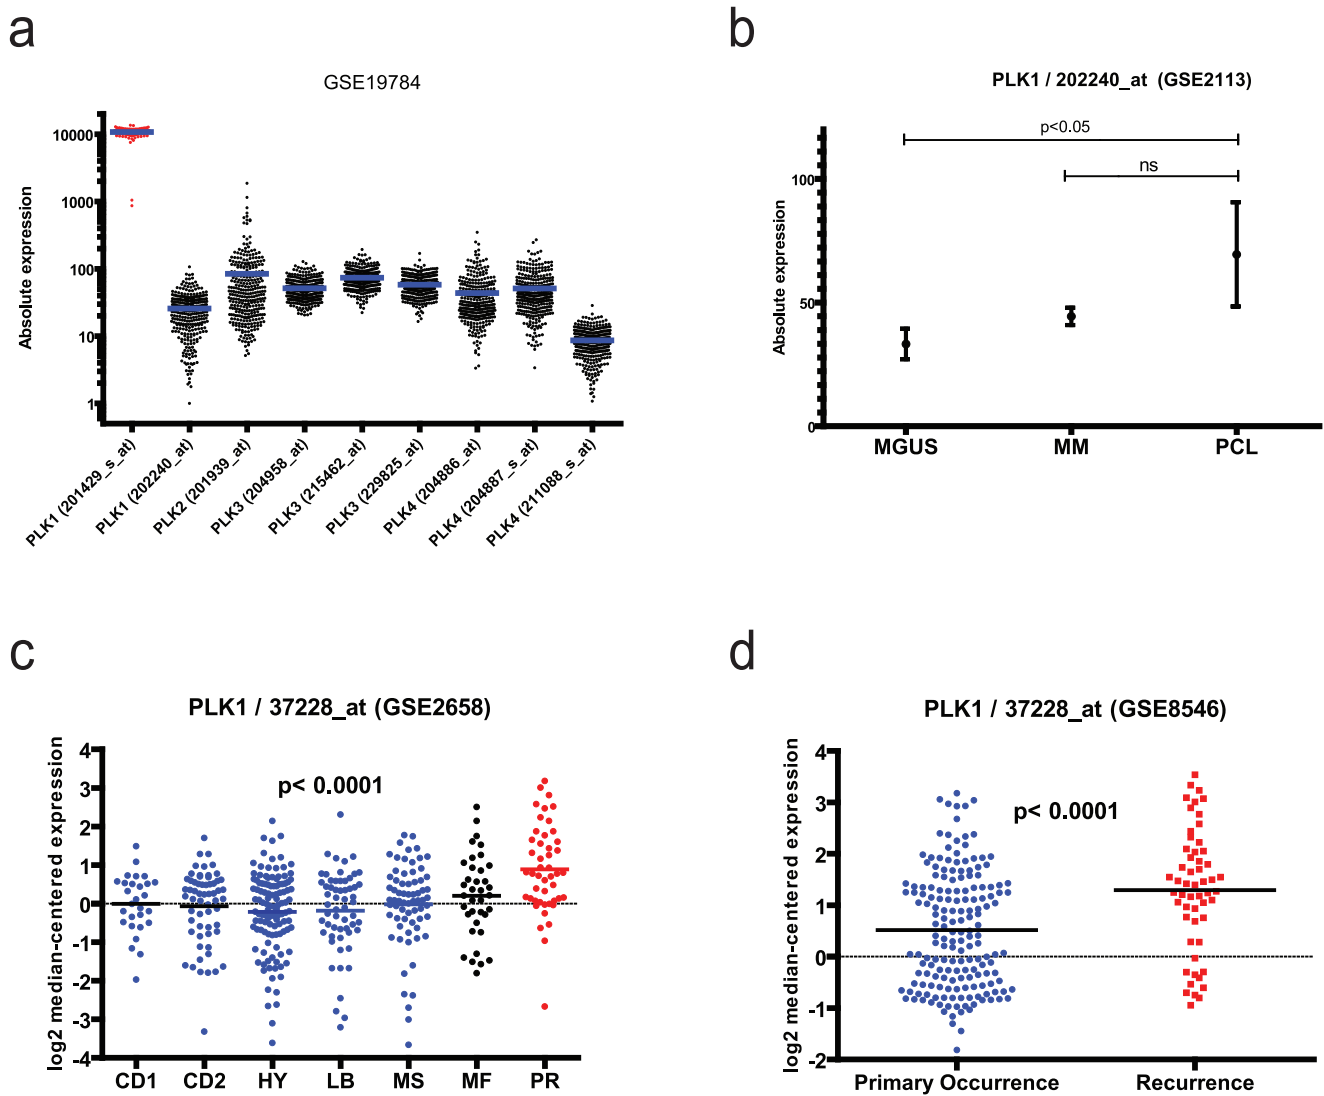 a
GSE19784
Absolute expression
10000
1000
100
10
1
PLK1 (201429_s_at)
PLK1 (202240_at)
PLK2 (201939_at)
PLK3 (204958_at)
PLK3 (215462_at)
PLK3 (229825_at)
PLK4 (204886_at)
PLK4 (204887_s_at)
PLK4 (211088_s_at)
b
PLK1 / 202240_at (GSE2113)
p<0.05
ns
Absolute expression
100
50
0
MGUS MM PCL
c
PLK1 / 37228_at (GSE2658)
p< 0.0001
log2 median-centered expression
4
3
2
1
0
-1
-2
-3
-4
CD1 CD2 HY LB MS MF PR
d
PLK1 / 37228_at (GSE8546)
p< 0.0001
log2 median-centered expression
4
3
2
1
0
-1
-2
Primary Occurrence Recurrence